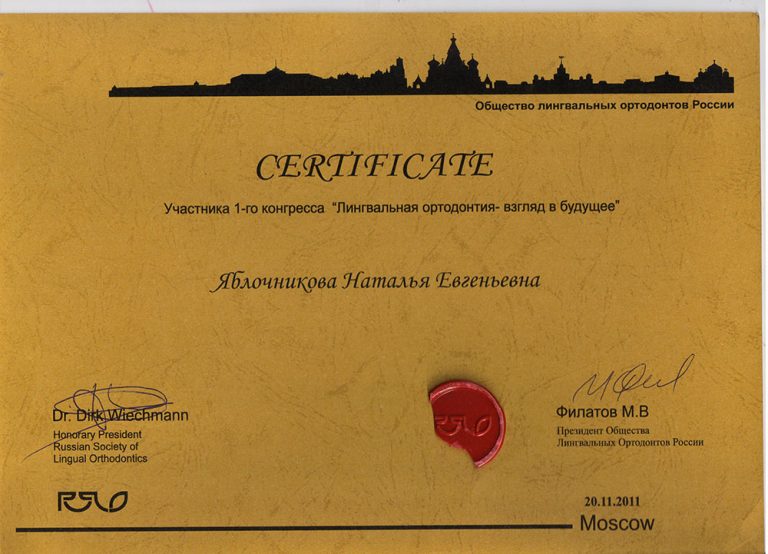 Общество лингвальных ортодонтов России
CERTIFICATE
Участника 1-го конгресса "Лингвальная ортодонтия- взгляд в будущее"
Яблочникова Наталья Евгеньевна
Dr. Dirk Wiechmann
Honorary President
Russian Society of
Lingual Orthodontics
Филатов М.В
Президент Общества
Лингвальных Ортодонтов России
20.11.2011
Moscow